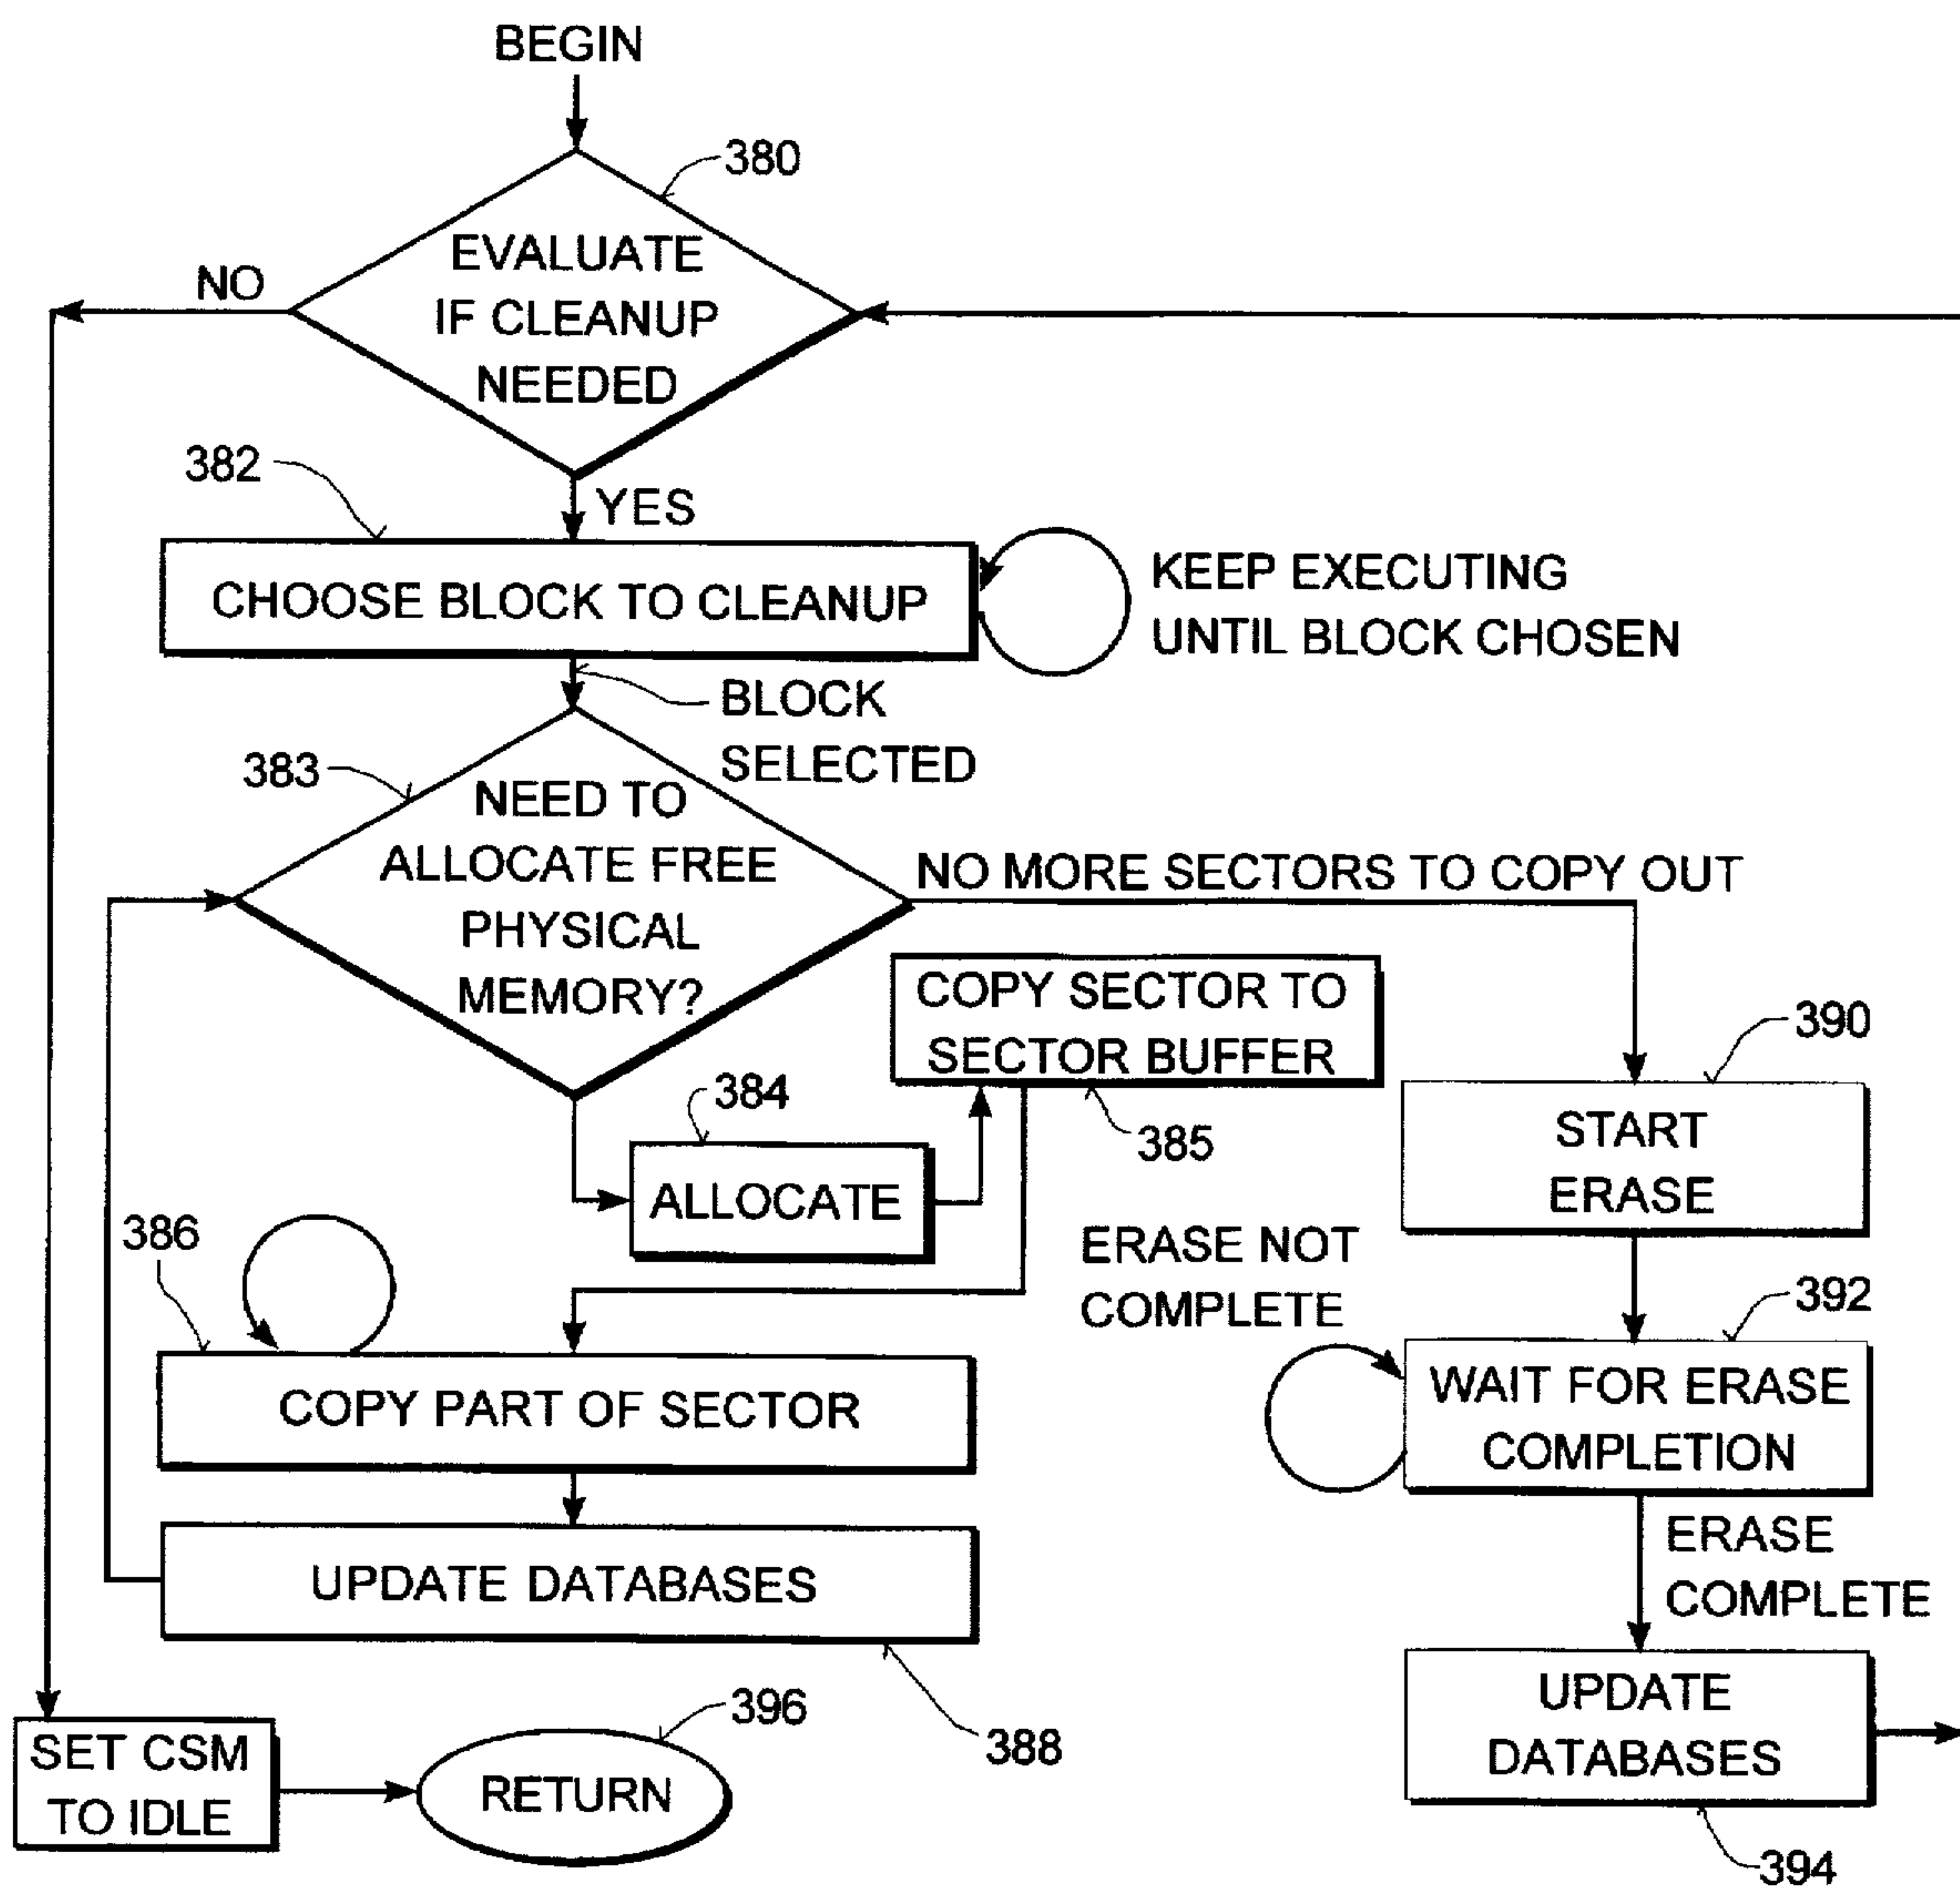 BEGIN
380
EVALUATE
IF CLEANUP
NEEDED
NO
382
YES
CHOOSE BLOCK TO CLEANUP
KEEP EXECUTING
UNTIL BLOCK CHOSEN
BLOCK
SELECTED
383
NEED TO
ALLOCATE FREE
PHYSICAL
MEMORY?
NO MORE SECTORS TO COPY OUT
COPY SECTOR TO
SECTOR BUFFER
385
384
ALLOCATE
390
START
ERASE
386
ERASE NOT
COMPLETE
392
COPY PART OF SECTOR
WAIT FOR ERASE
COMPLETION
ERASE
COMPLETE
UPDATE DATABASES
388
UPDATE
DATABASES
394
SET CSM
TO IDLE
396
RETURN